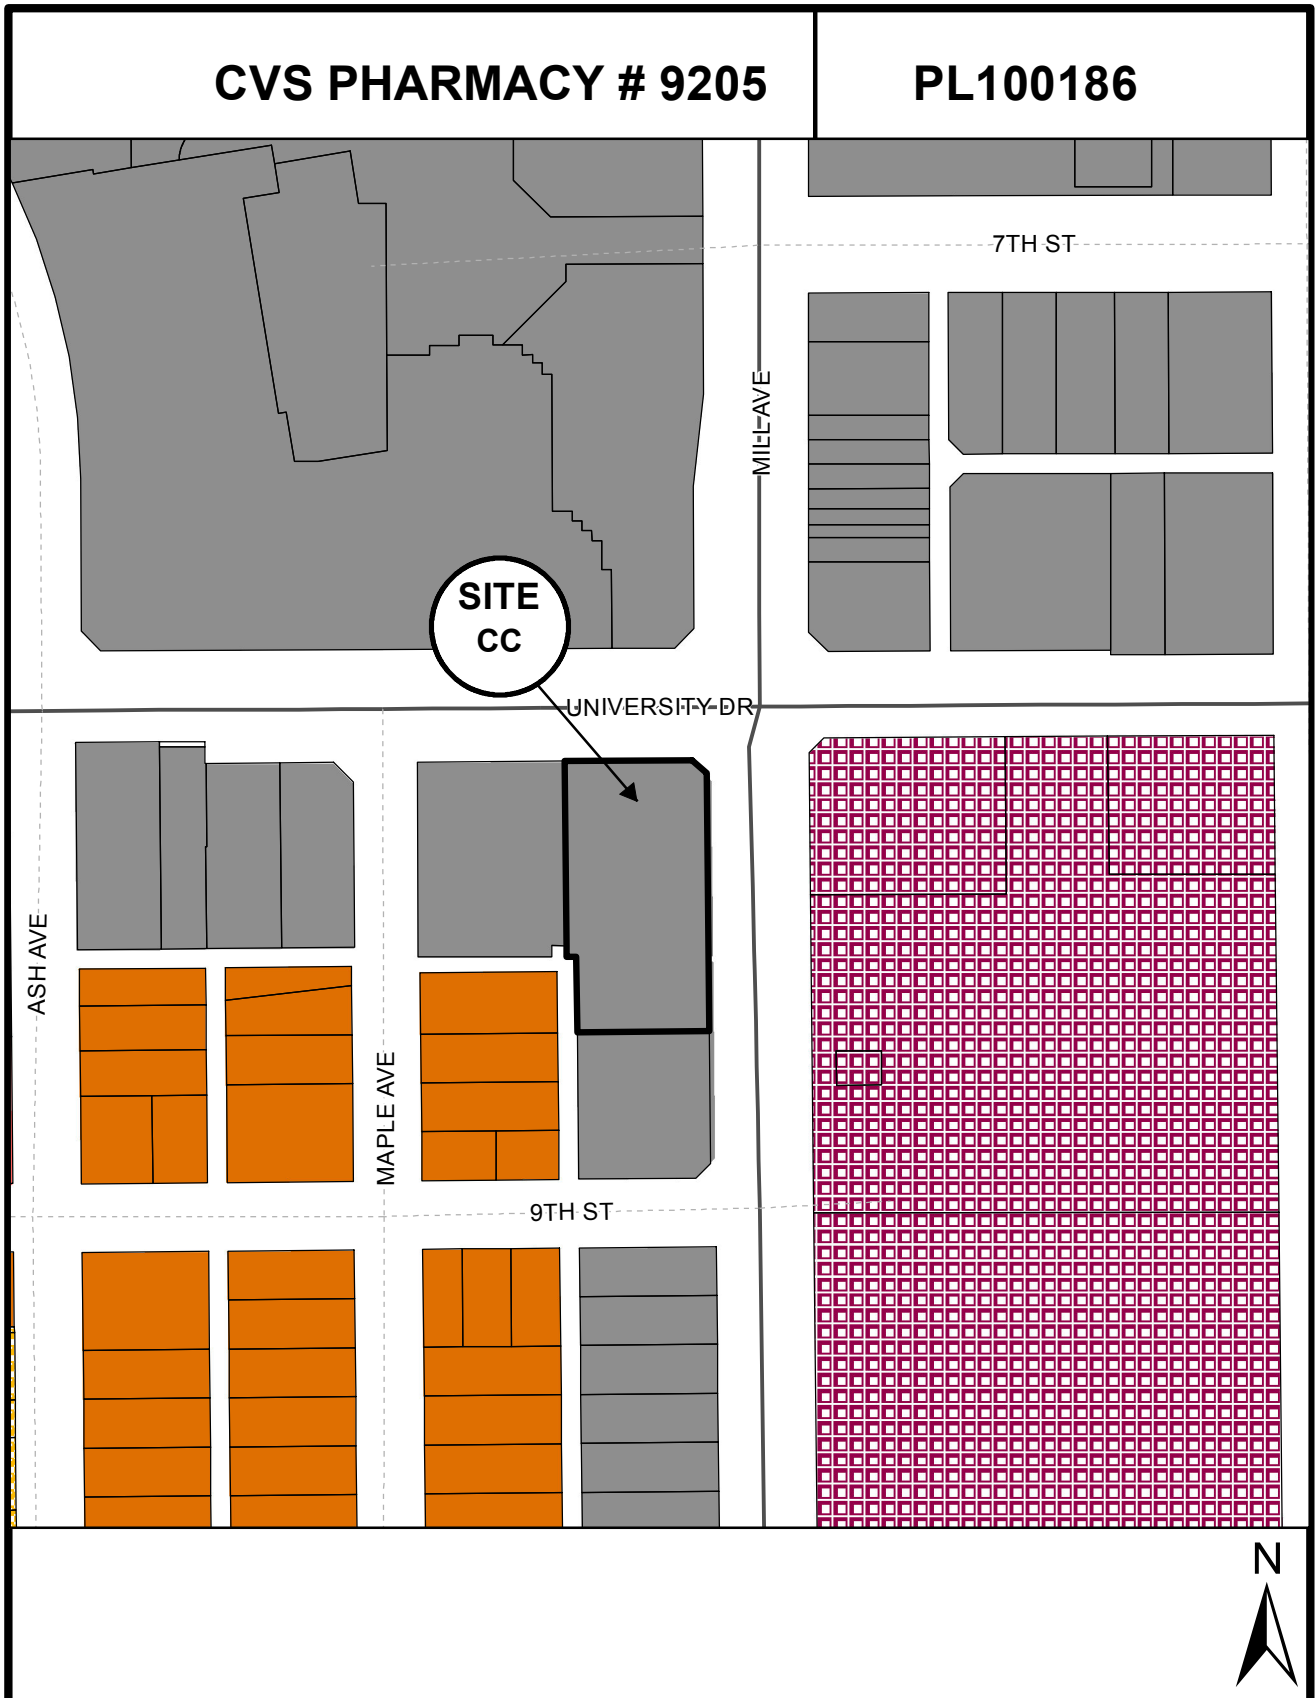 CVS PHARMACY # 9205
PL100186
7TH ST
MILL AVE
SITE
CC
UNIVERSITY DR
ASH AVE
MAPLE AVE
9TH ST
N